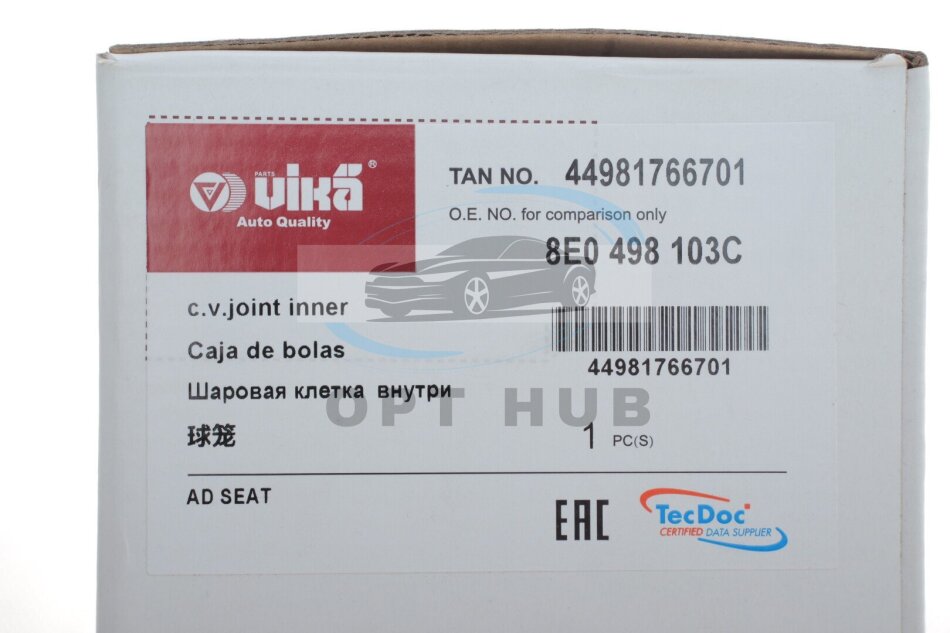 PARTS
vika®
Auto Quality
TAN NO. 44981766701
O.E. NO. for comparison only
8E0 498 103C
c.v.joint inner
Caja de bolas
Шаровая клетка внутри
球笼
44981766701
OPT HUB
1 PC(S)
AD SEAT
EAC
TecDoc
CERTIFIED DATA SUPPLIER